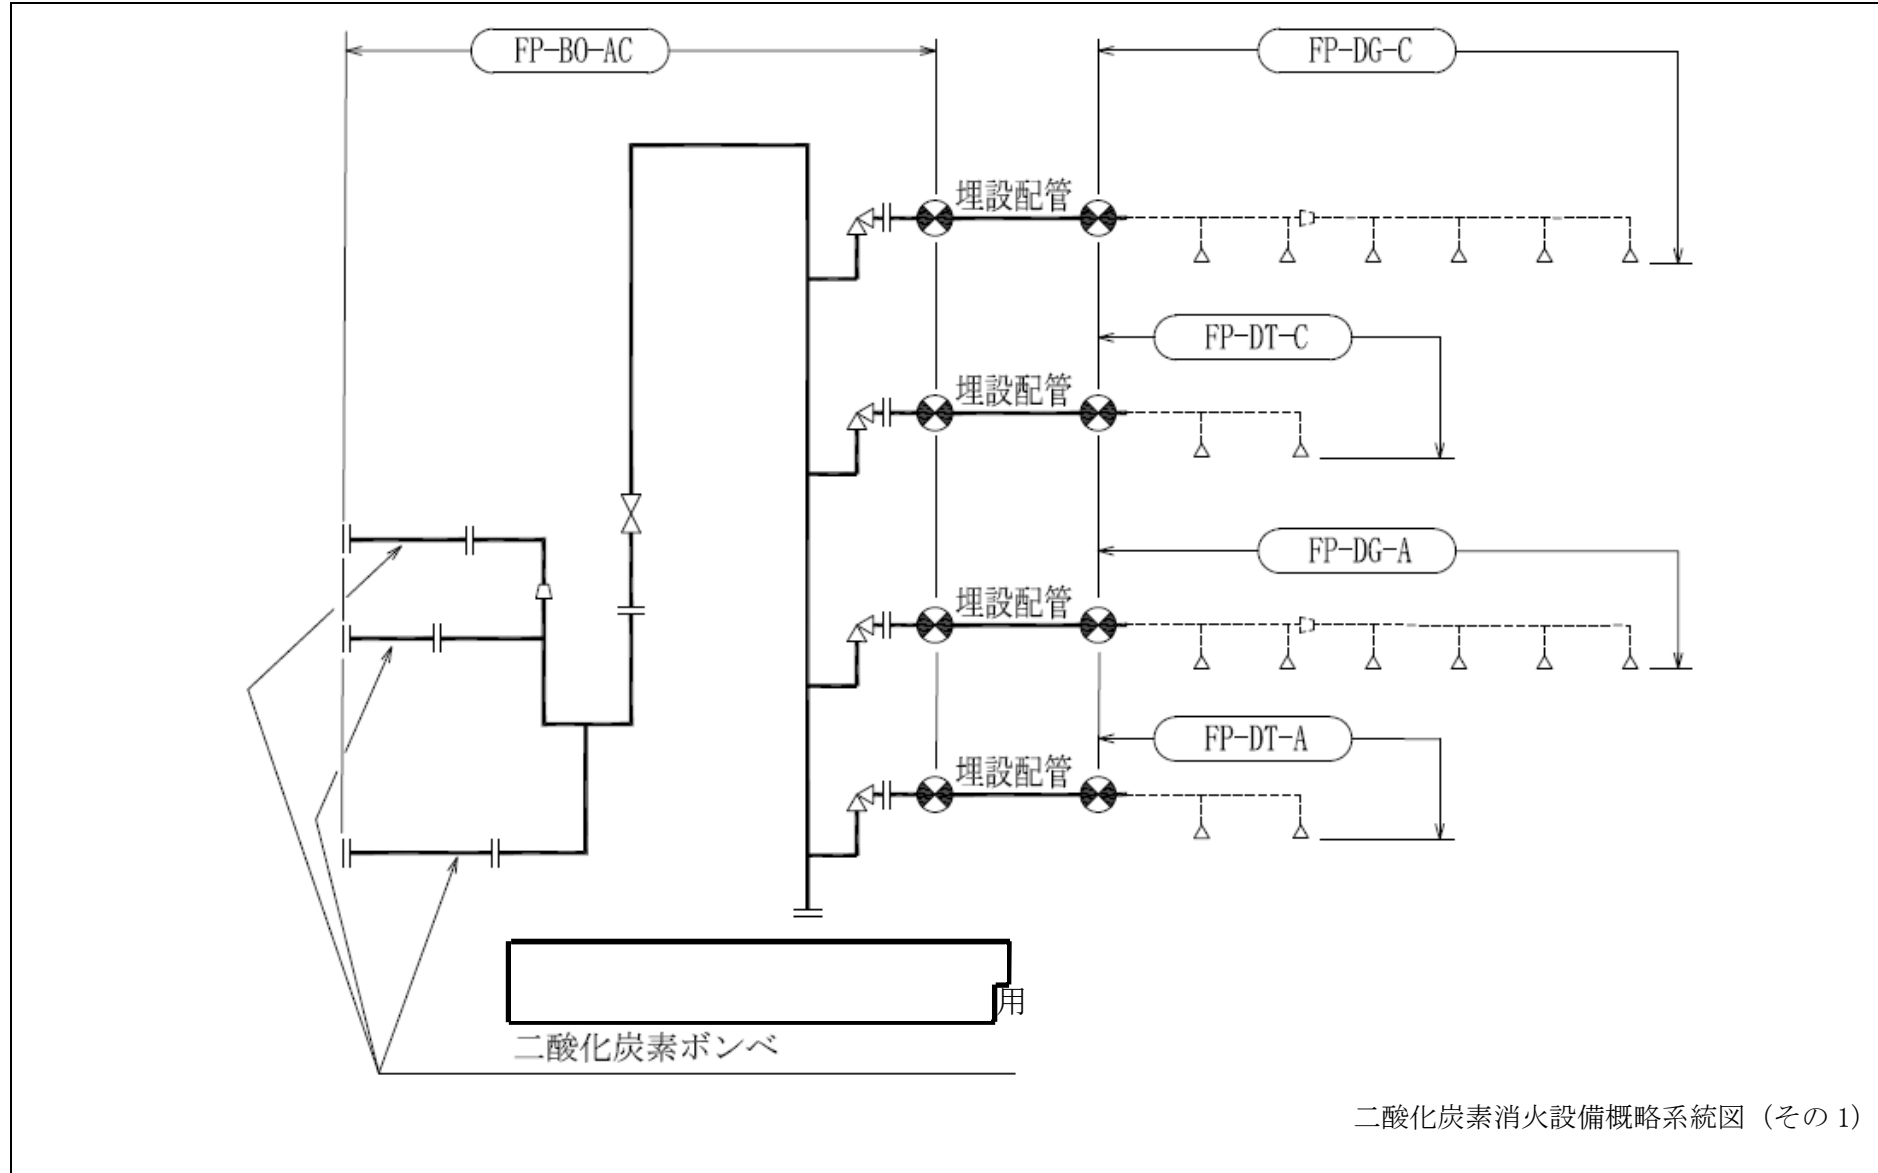 FP-BO-AC
FP-DG-C
埋設配管
FP-DT-C
埋設配管
FP-DG-A
埋設配管
FP-DT-A
埋設配管
用
二酸化炭素ボンベ
二酸化炭素消火設備概略系統図（その 1）